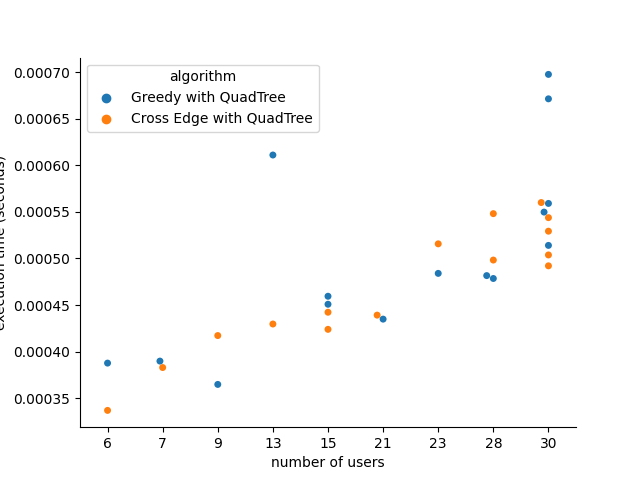 algorithm
Greedy with QuadTree
Cross Edge with QuadTree
execution time (seconds)
0.00070
0.00065
0.00060
0.00055
0.00050
0.00045
0.00040
0.00035
6 7 9 13 15 21 23 28 30
number of users